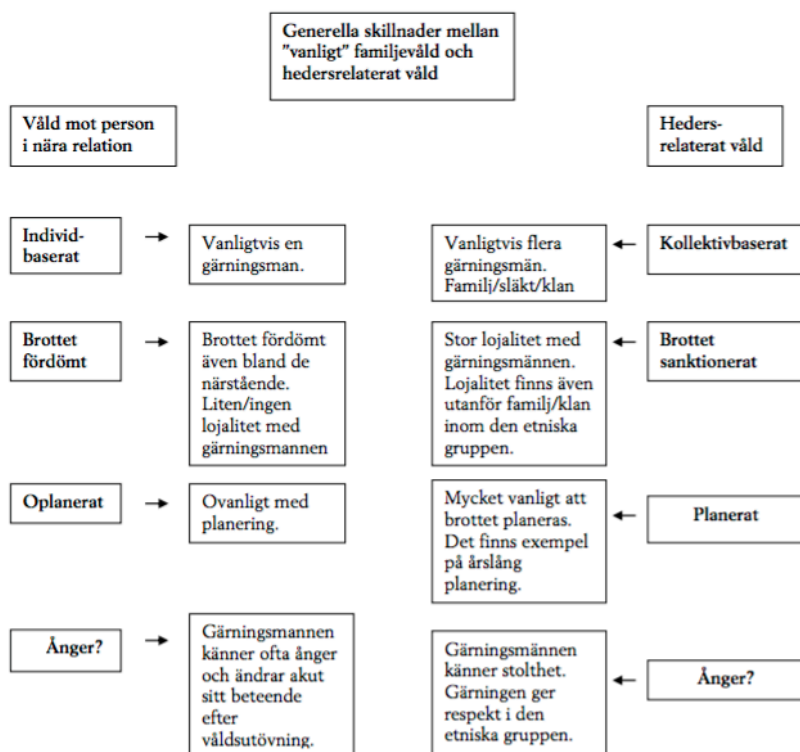 Generella skillnader mellan
”vanligt” familjevåld och
hedersrelaterat våld
Våld mot person
i nära relation
Heders-
relaterat våld
Individ-
baserat
Vanligtvis en
gärningsman.
Vanligtvis flera
gärningsmän.
Familj/släkt/klan
Kollektivbaserat
Brottet
fördömt
Brottet fördömt
även bland de
närstående.
Liten/ingen
lojalitet med
gärningsmannen
Stor lojalitet med
gärningsmännen.
Lojalitet finns även
utanför familj/klan
inom den etniska
gruppen.
Brottet
sanktionerat
Oplanerat
Ovanligt med
planering.
Mycket vanligt att
brottet planeras.
Det finns exempel
på årslång
planering.
Planerat
Ånger?
Gärningsmannen
känner ofta ånger
och ändrar akut
sitt beteende
efter
våldsutövning.
Gärningsmännen
känner stolthet.
Gärningen ger
respekt i den
etniska gruppen.
Ånger?